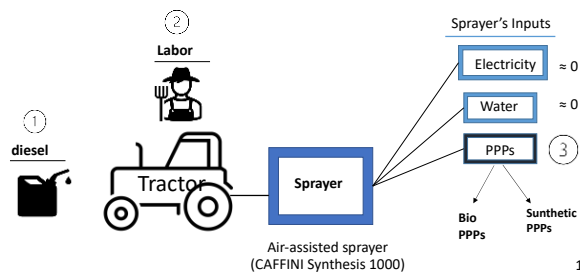 Sprayer's Inputs
2
Labor
Electricity
≈ 0
Water
≈ 0
1
diesel
PPPs
3
Tractor
Sprayer
Bio
PPPs
Sunthetic
PPPs
Air-assisted sprayer
(CAFFINI Synthesis 1000)
1